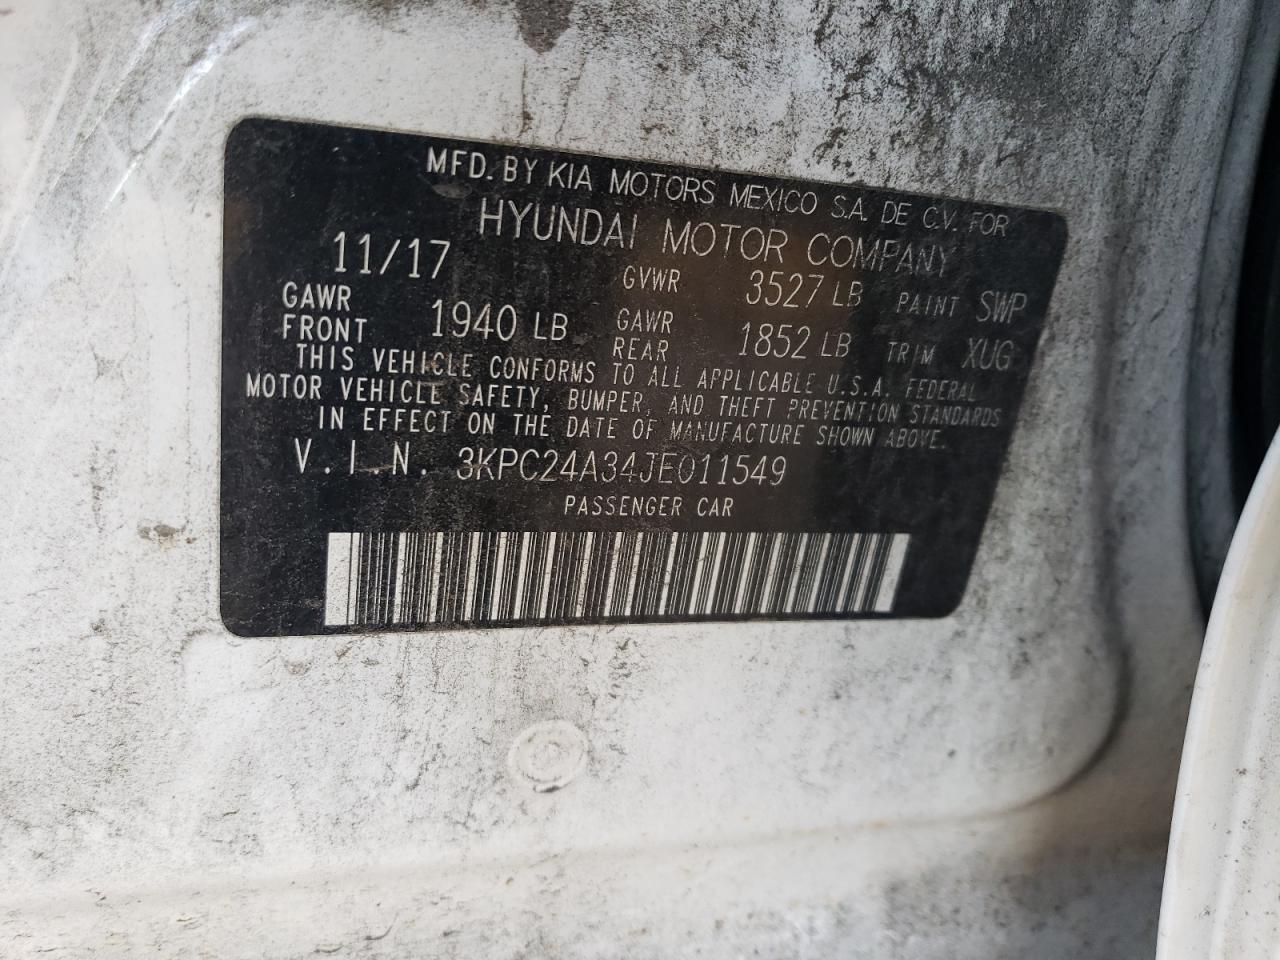 MFD. BY KIA MOTORS MEXICO S.A. DE C.V. FOR
HYUNDAI MOTOR COMPANY
11/17 GVWR 3527 LB PAINT SWP
GAWR FRONT 1940 LB GAWR REAR 1852 LB TRIM XUG
THIS VEHICLE CONFORMS TO ALL APPLICABLE U.S.A. FEDERAL
MOTOR VEHICLE SAFETY, BUMPER, AND THEFT PREVENTION STANDARDS
IN EFFECT ON THE DATE OF MANUFACTURE SHOWN ABOVE.
V.I.N. 3KPC24A34JE011549
PASSENGER CAR